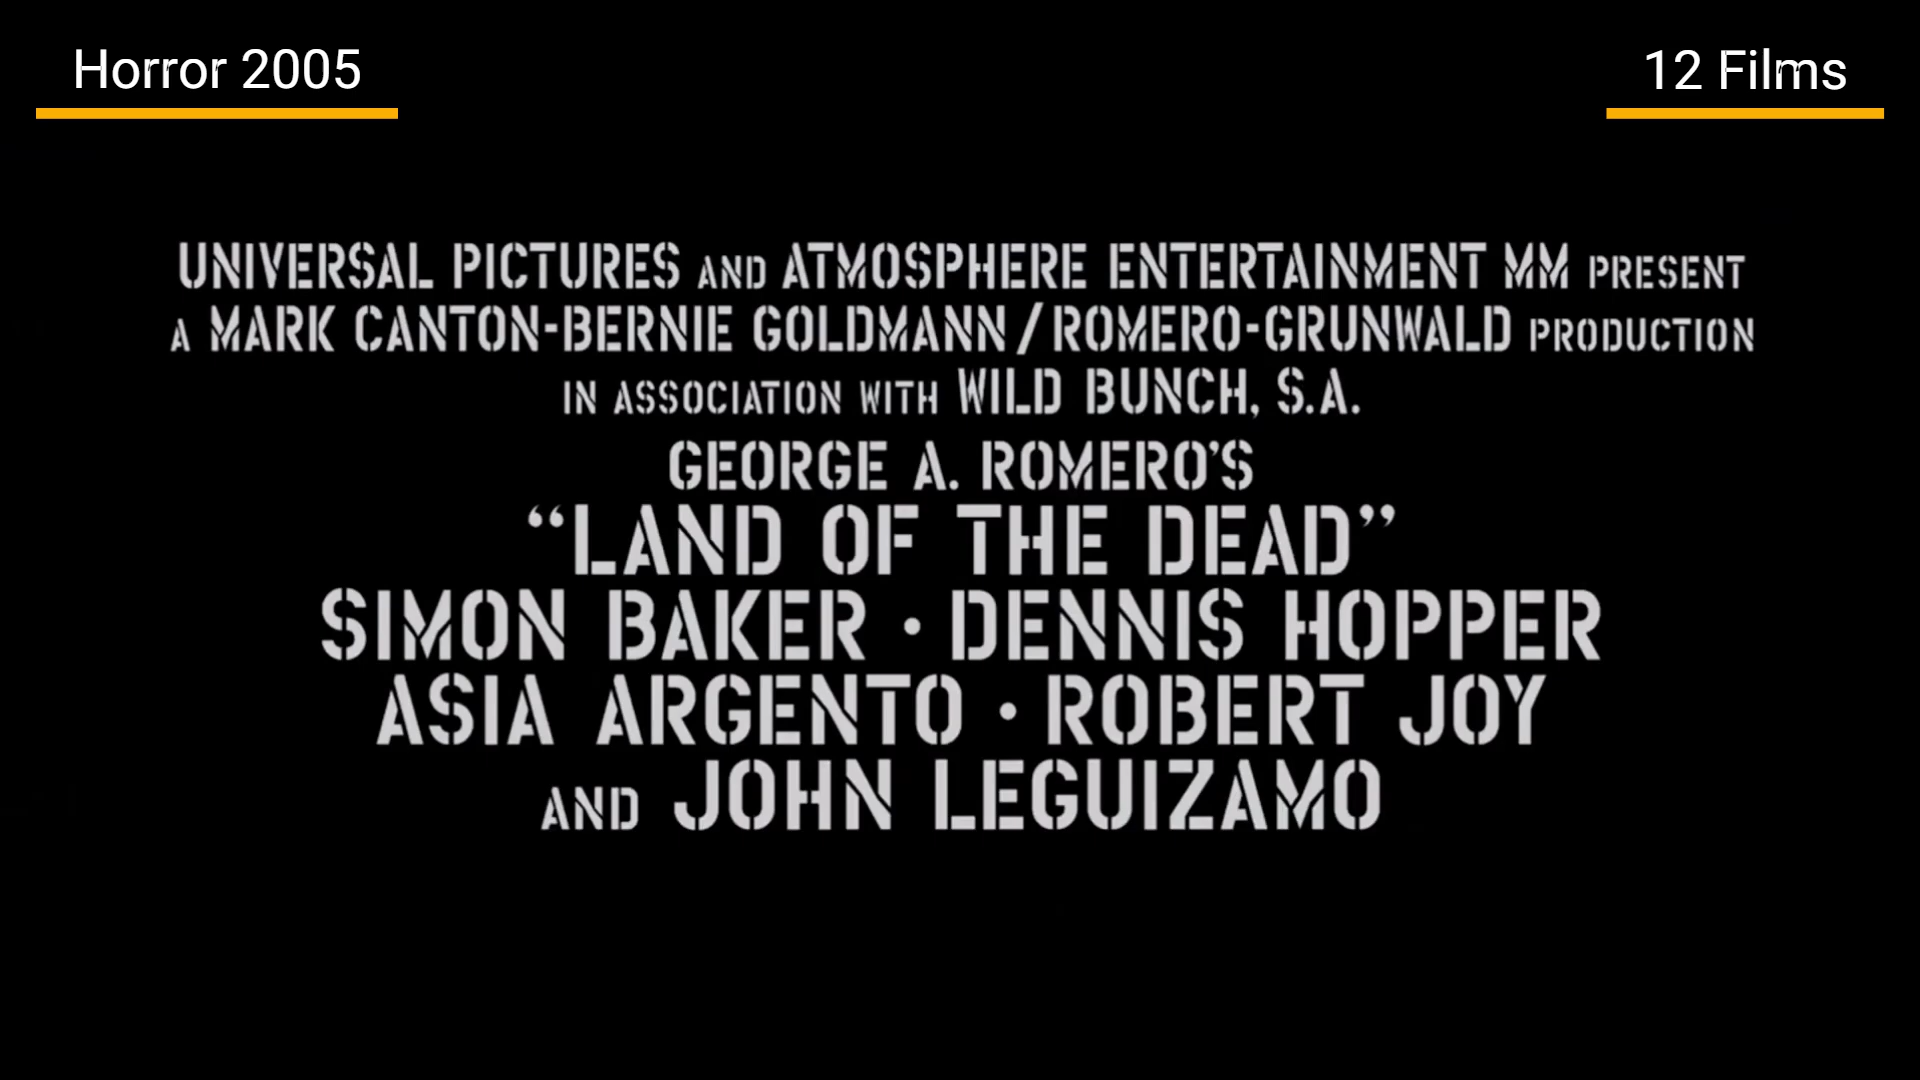 Horror 2005
12 Films
UNIVERSAL PICTURES AND ATMOSPHERE ENTERTAINMENT MM PRESENT
A MARK CANTON-BERNIE GOLDMANN/ROMERO-GRUNWALD PRODUCTION
IN ASSOCIATION WITH WILD BUNCH, S.A.
GEORGE A. ROMERO'S
“LAND OF THE DEAD”
SIMON BAKER • DENNIS HOPPER
ASIA ARGENTO • ROBERT JOY
AND JOHN LEGUIZAMO